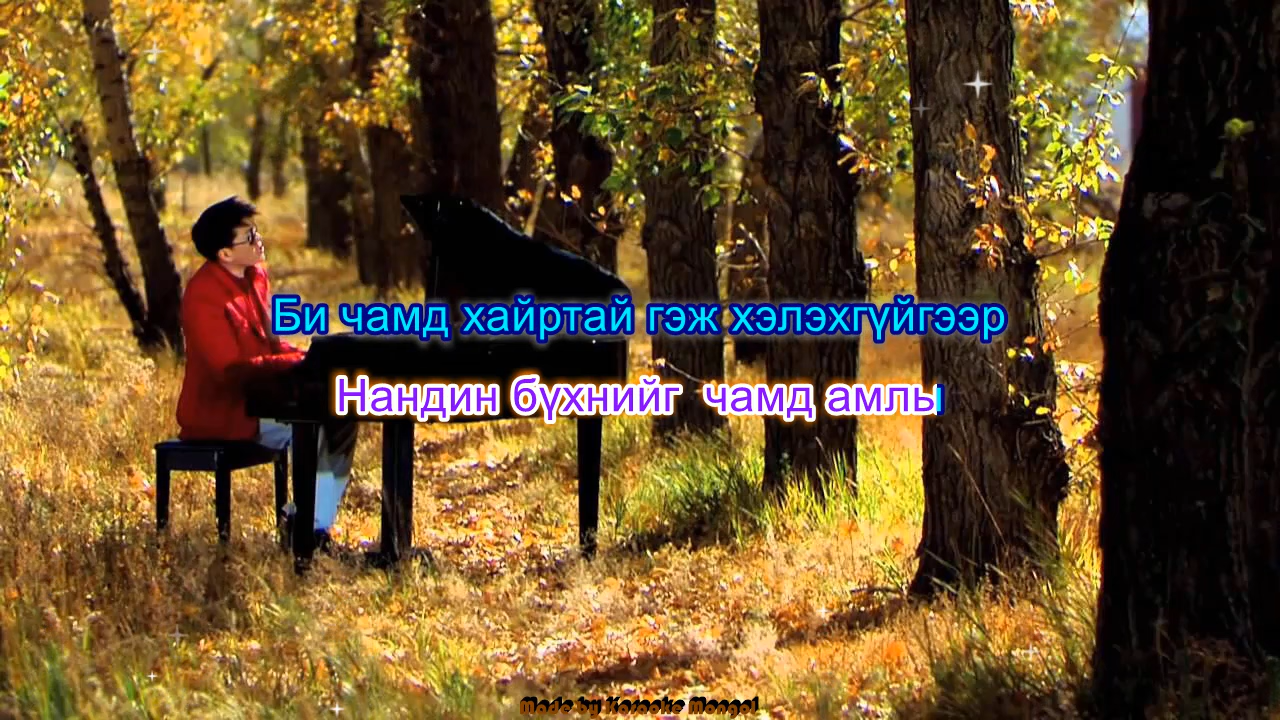 Би чамд хайртай гэж хэлэхгүйгээр
Нандин бүхнийг чамд амлы
Made by Karaoke Mongol